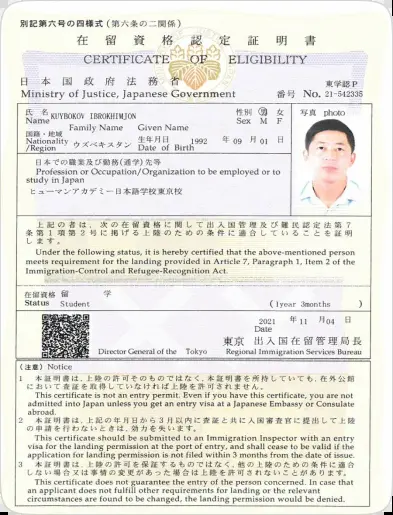 別記第六号の四様式(第六条の二関係)
在留資格認定証明書
CERTIFICATE OF ELIGIBILITY
日本国政府法務省
Ministry of Justice, Japanese Government
東学認P
番号 No. 21-542335
氏名 KUYBOKOV IBROKHIMJON
Name Family Name Given Name
性別 男 女
Sex M F
写真 photo
国籍・地域
Nationality ウズベキスタン
/Region
生年月日 1992 年 09 月 01 日
Date of Birth
日本での職業及び勤務(通学)先等
Profession or Occupation/Organization to be employed or to
study in Japan
ヒューマンアカデミー日本語学校東京校
上記の者は、次の在留資格に関して出入国管理及び難民認定法第7
条第1項第2号に掲げる上陸のための条件に適合していることを証明
します。
Under the following status, it is hereby certified that the above-mentioned person
meets requirement for the landing provided in Article 7, Paragraph 1, Item 2 of the
Immigration-Control and Refugee-Recognition Act.
在留資格 留 学
Status Student (1year 3months )
2021 年 11 月 04 日
Date
東京 出入国在留管理局長
Director General of the Tokyo Regional Immigration Services Bureau
(注意) Notice
1 本証明書は、上陸の許可そのものではなく、本証明書を所持していても、在外公館
において査証を取得していなければ上陸を許可されません。
This certificate is not an entry permit. Even if you have this certificate, you are not
admitted into Japan unless you get an entry visa at a Japanese Embassy or Consulate
abroad.
2 本証明書は、上記の年月日から3月以内に査証と共に入国審査官に提出して上陸
の申請を行わないときは、効力を失います。
This certificate should be submitted to an Immigration Inspector with an entry
visa for the landing permission at the port of entry, and shall cease to be valid if the
application for landing permission is not filed within 3 months from the date of issue.
3 本証明書は、上陸の許可を保証するものではなく、他の上陸のための条件に適合
しない場合又は事情の変更があった場合は上陸を許可されないことがあります。
This certificate does not guarantee the entry of the person concerned. In case that
an applicant does not fulfill other requirements for landing or the relevant
circumstances are found to be changed, the landing permission would be denied.